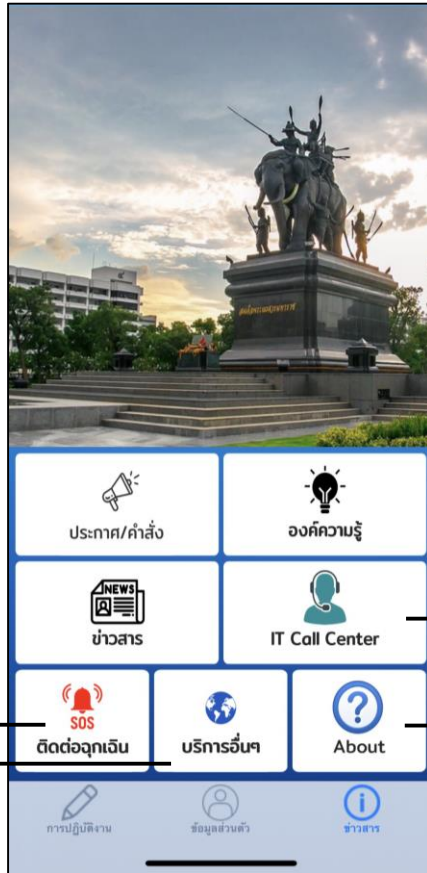 ประกาศ/คำสั่ง
องค์ความรู้
NEWS
ข่าวสาร
IT Call Center
SOS
ติดต่อฉุกเฉิน
บริการอื่นๆ
?
About
การปฏิบัติงาน
ข้อมูลส่วนตัว
i
ข่าวสาร